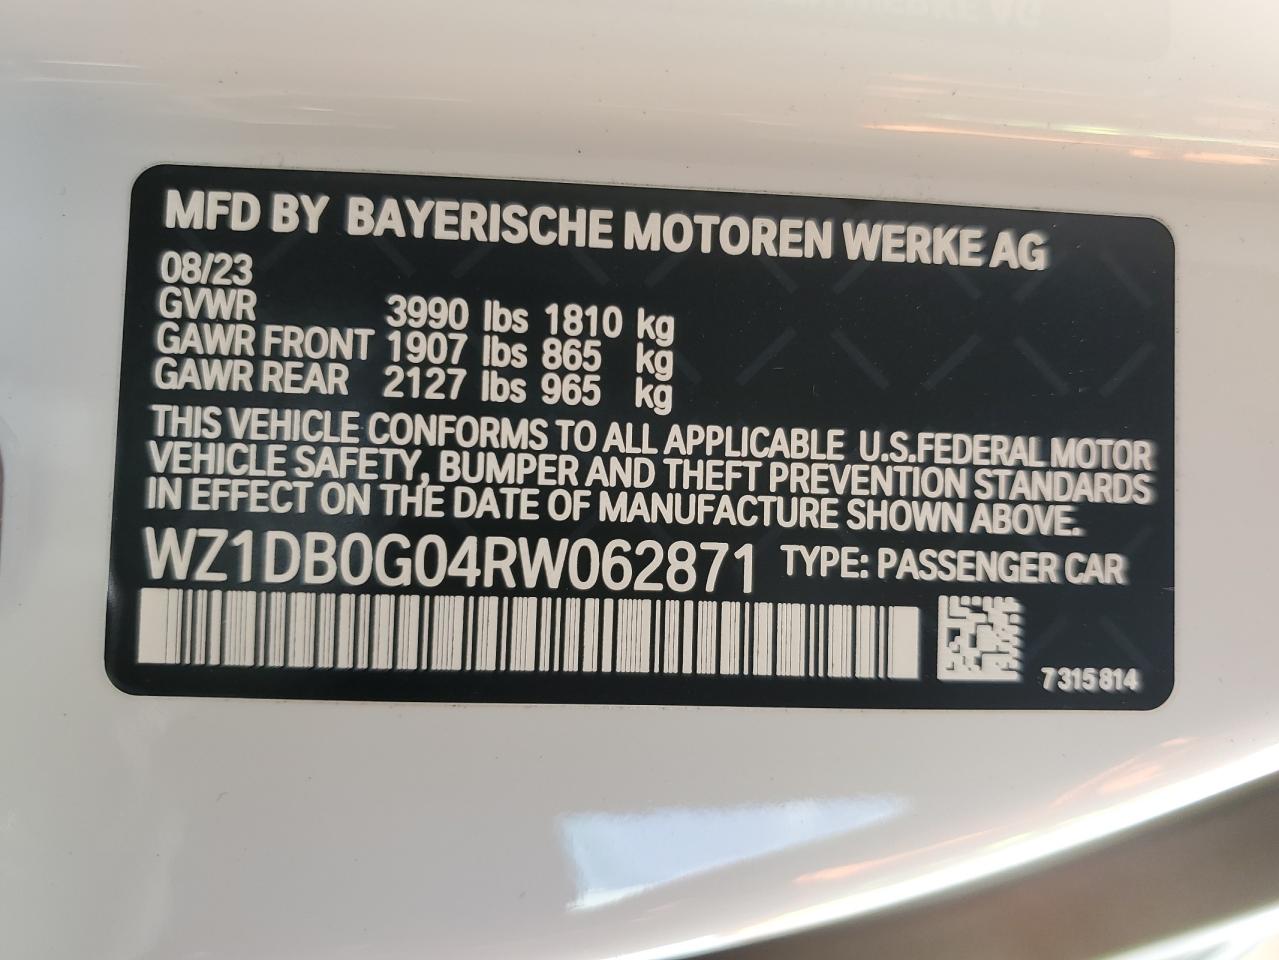 MFD BY BAYERISCHE MOTOREN WERKE AG
08/23
GVWR 3990 lbs 1810 kg
GAWR FRONT 1907 lbs 865 kg
GAWR REAR 2127 lbs 965 kg
THIS VEHICLE CONFORMS TO ALL APPLICABLE U.S.FEDERAL MOTOR
VEHICLE SAFETY, BUMPER AND THEFT PREVENTION STANDARDS
IN EFFECT ON THE DATE OF MANUFACTURE SHOWN ABOVE.
WZ1DB0G04RW062871 TYPE: PASSENGER CAR
7315814